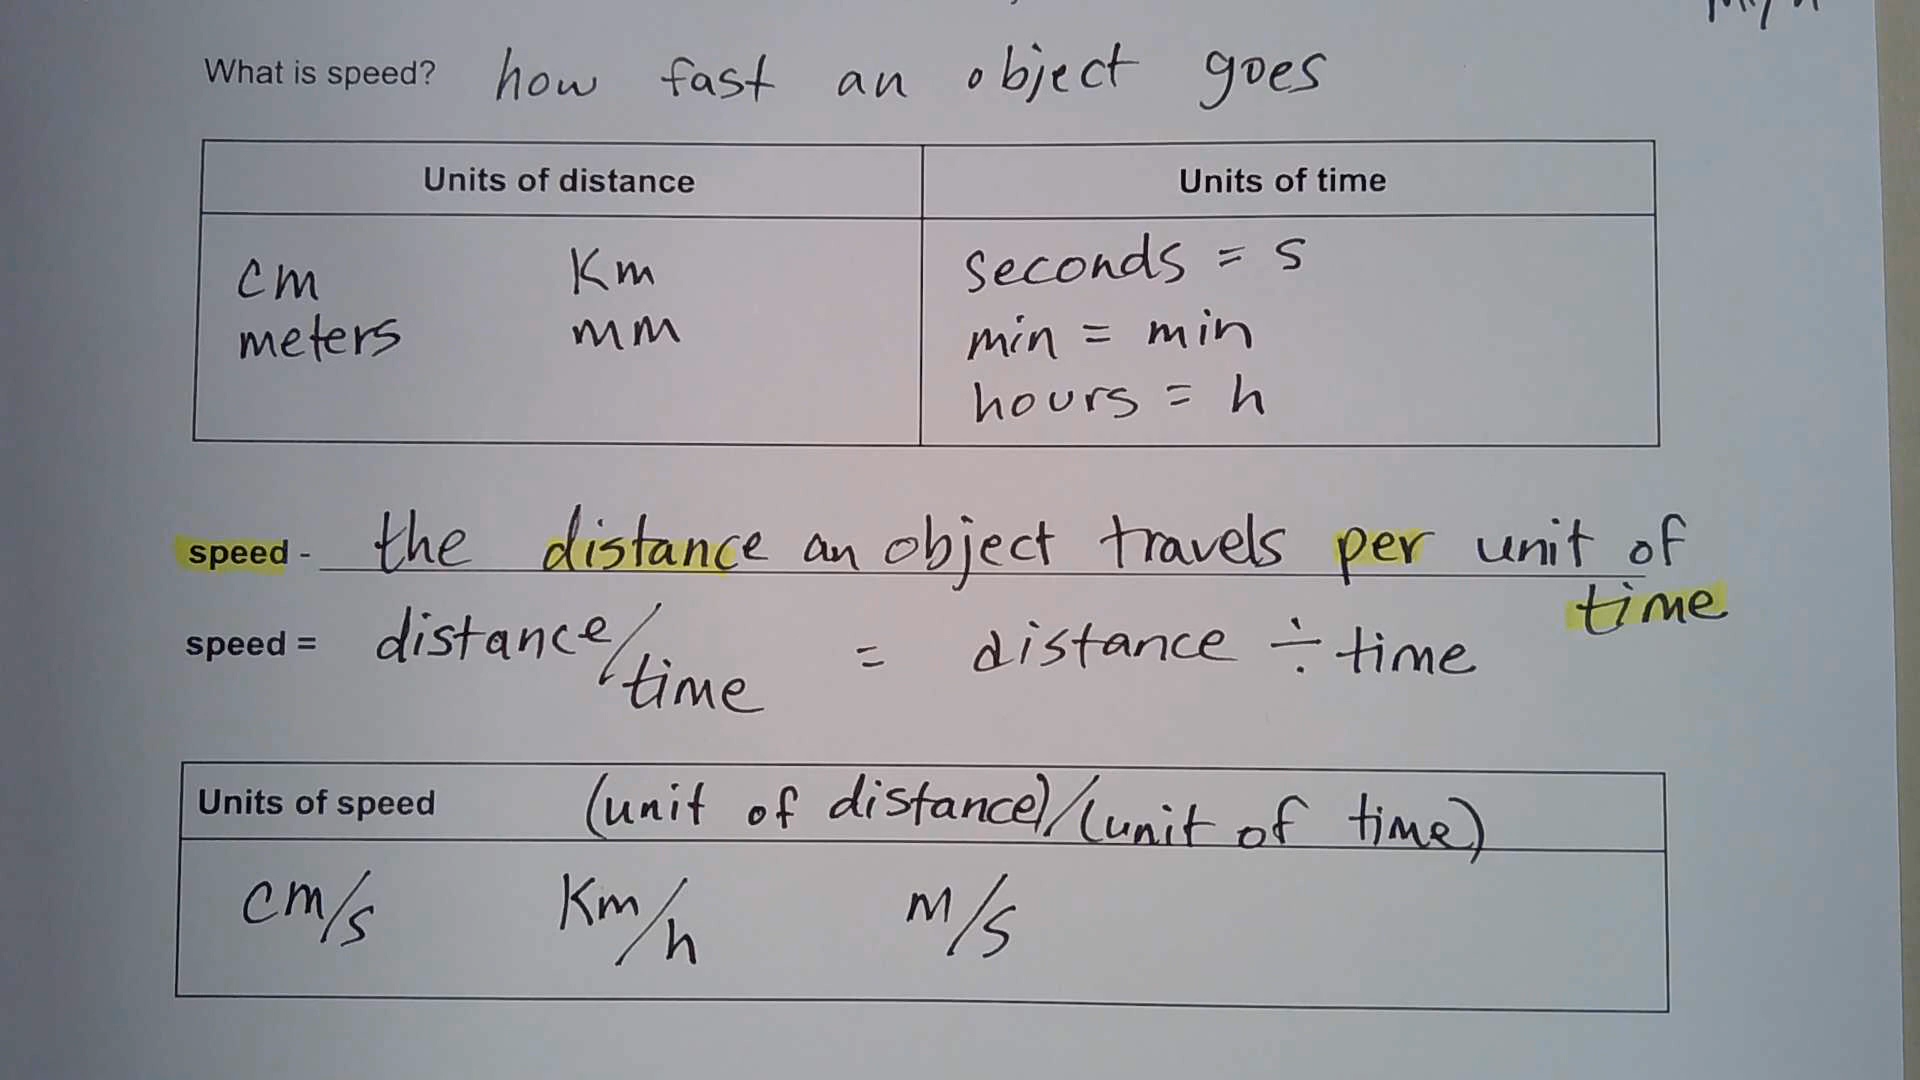 What is speed? how fast an object goes
Units of distance Units of time
cm Km seconds = s
meters mm min = min
hours = h
speed - the distance an object travels per unit of
time
speed = distance/time = distance ÷ time
Units of speed (unit of distance)/(unit of time)
cm/s Km/h m/s